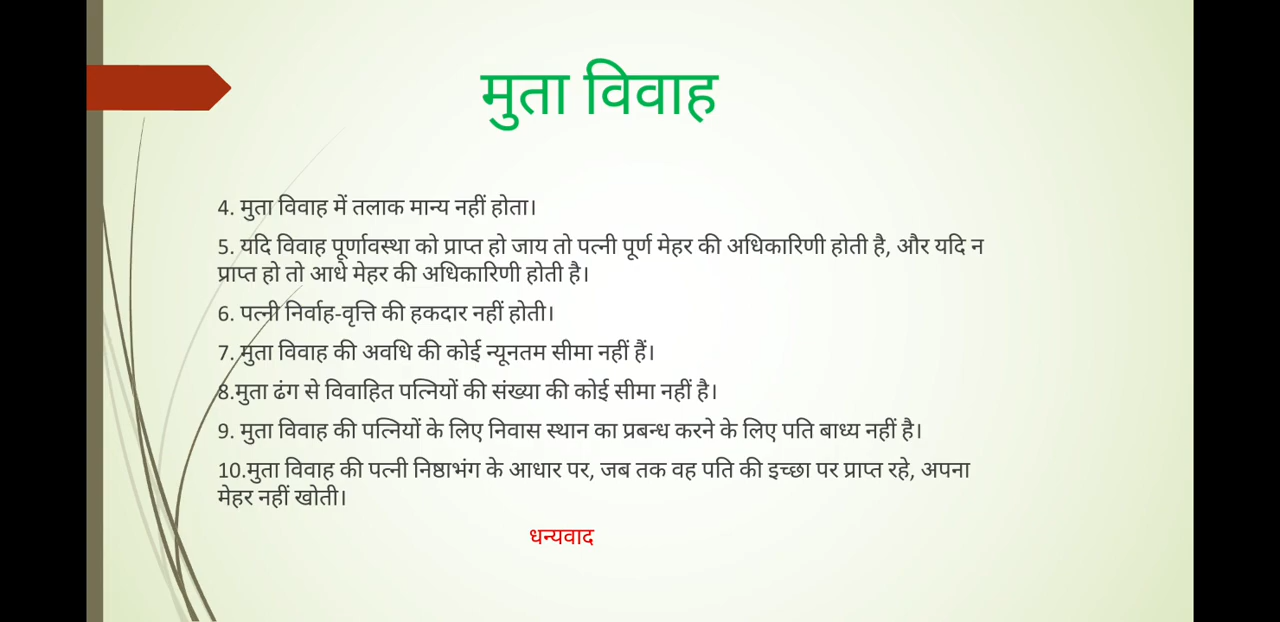 मुता विवाह
4. मुता विवाह में तलाक मान्य नहीं होता।
5. यदि विवाह पूर्णावस्था को प्राप्त हो जाय तो पत्नी पूर्ण मेहर की अधिकारिणी होती है, और यदि न
प्राप्त हो तो आधे मेहर की अधिकारिणी होती है।
6. पत्नी निर्वाह-वृत्ति की हकदार नहीं होती।
7. मुता विवाह की अवधि की कोई न्यूनतम सीमा नहीं हैं।
8.मुता ढंग से विवाहित पत्नियों की संख्या की कोई सीमा नहीं है।
9. मुता विवाह की पत्नियों के लिए निवास स्थान का प्रबन्ध करने के लिए पति बाध्य नहीं है।
10.मुता विवाह की पत्नी निष्ठाभंग के आधार पर, जब तक वह पति की इच्छा पर प्राप्त रहे, अपना
मेहर नहीं खोती।
धन्यवाद